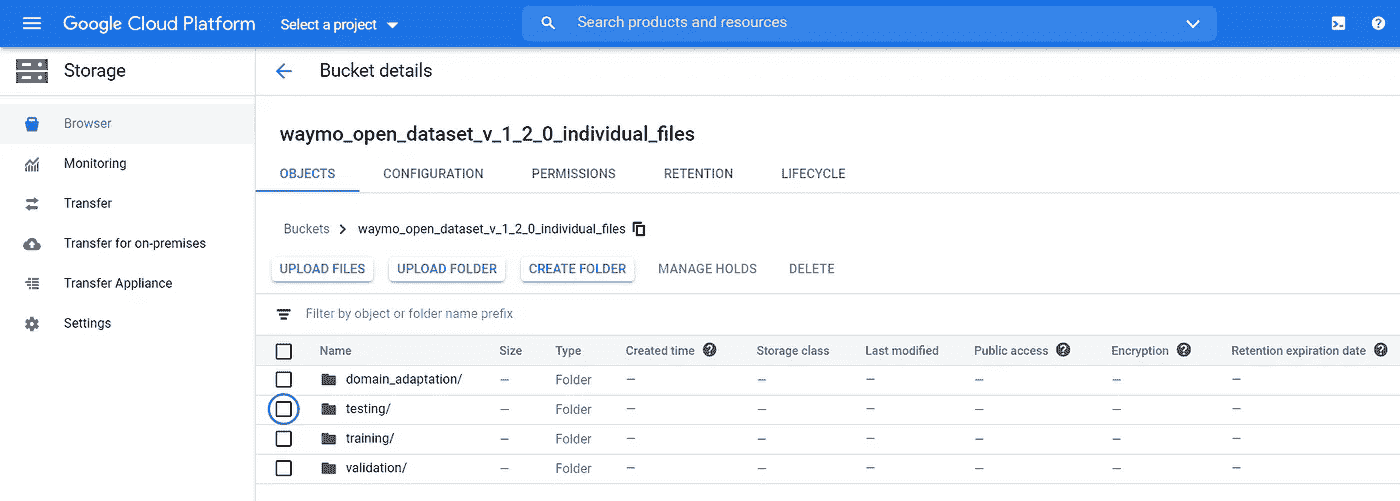 Google Cloud Platform Select a project Search products and resources
Storage Bucket details
Browser
Monitoring
Transfer
Transfer for on-premises
Transfer Appliance
Settings
waymo_open_dataset_v_1_2_0_individual_files
OBJECTS CONFIGURATION PERMISSIONS RETENTION LIFECYCLE
Buckets > waymo_open_dataset_v_1_2_0_individual_files
UPLOAD FILES UPLOAD FOLDER CREATE FOLDER MANAGE HOLDS DELETE
Filter by object or folder name prefix
Name Size Type Created time Storage class Last modified Public access Encryption Retention expiration date
domain_adaptation/ — Folder — — — — — —
testing/ — Folder — — — — — —
training/ — Folder — — — — — —
validation/ — Folder — — — — — —